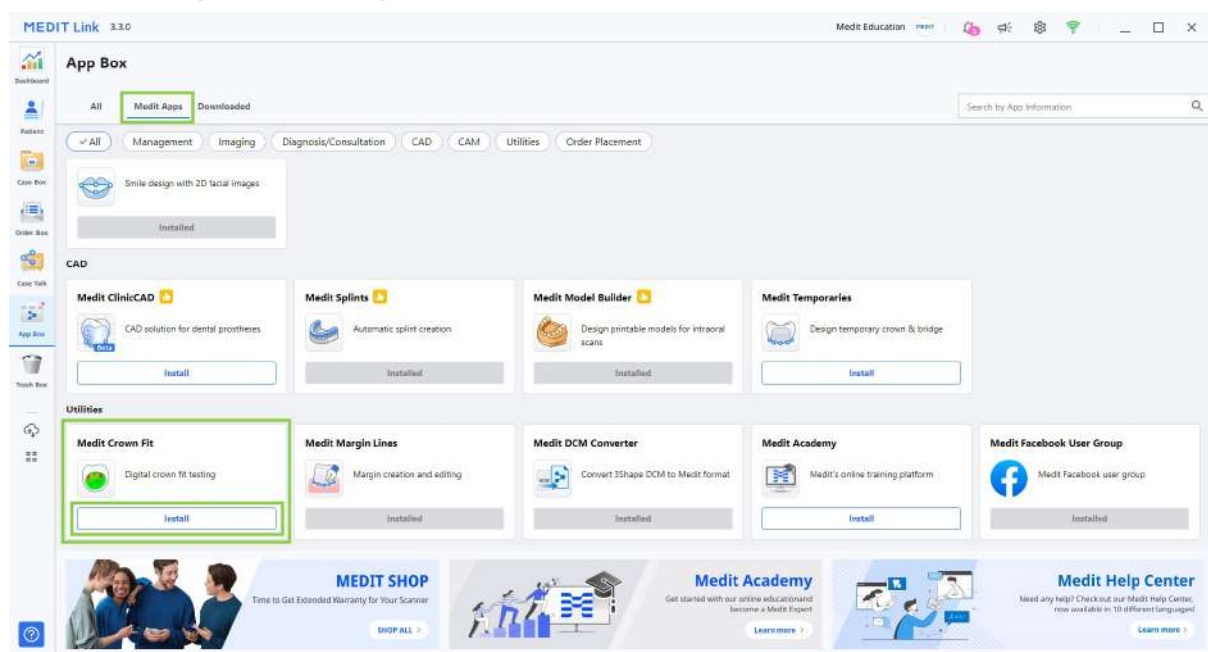 MEDIT Link 3.3.0
Medit Education
App Box
Dashboard
Patient
Case Box
Order Box
Case Talk
App Box
Trash Box
All Medit Apps Downloaded
Search by App Information
All Management Imaging Diagnosis/Consultation CAD CAM Utilities Order Placement
Smile design with 2D facial images
Installed
CAD
Medit ClinicCAD
CAD solution for dental prostheses
Beta
Install
Medit Splints
Automatic splint creation
Installed
Medit Model Builder
Design printable models for intraoral
scans
Installed
Medit Temporaries
Design temporary crown & bridge
Install
Utilities
Medit Crown Fit
Digital crown fit testing
Install
Medit Margin Lines
Margin creation and editing
Installed
Medit DCM Converter
Convert 3Shape DCM to Medit format
Installed
Medit Academy
Medit's online training platform
Install
Medit Facebook User Group
Medit Facebook user group
Installed
MEDIT SHOP
Time to Get Extended Warranty for Your Scanner
SHOP ALL >
Medit Academy
Get started with our online educationand
become a Medit Expert
Learn more >
Medit Help Center
Need any help? Check out our Medit Help Center,
now available in 10 different languages!
Learn more >